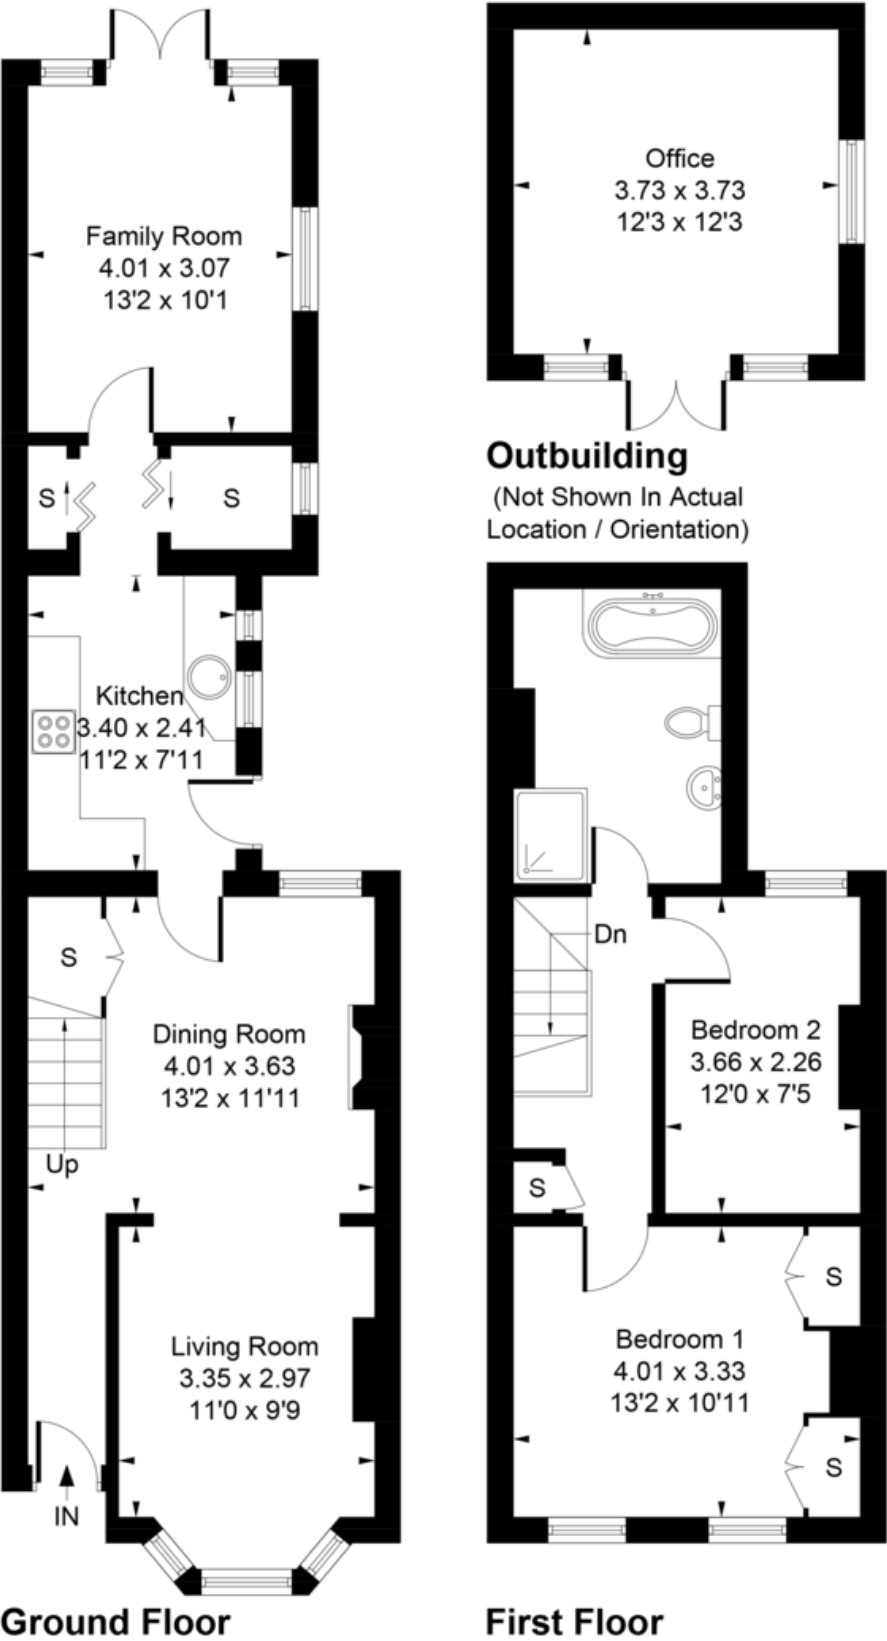 Family Room
4.01 x 3.07
13'2 x 10'1
S
S
Kitchen
3.40 x 2.41
11'2 x 7'11
S
Dining Room
4.01 x 3.63
13'2 x 11'11
Up
Living Room
3.35 x 2.97
11'0 x 9'9
IN
Ground Floor
Office
3.73 x 3.73
12'3 x 12'3
Outbuilding
(Not Shown In Actual
Location / Orientation)
Dn
Bedroom 2
3.66 x 2.26
12'0 x 7'5
S
S
Bedroom 1
4.01 x 3.33
13'2 x 10'11
S
First Floor